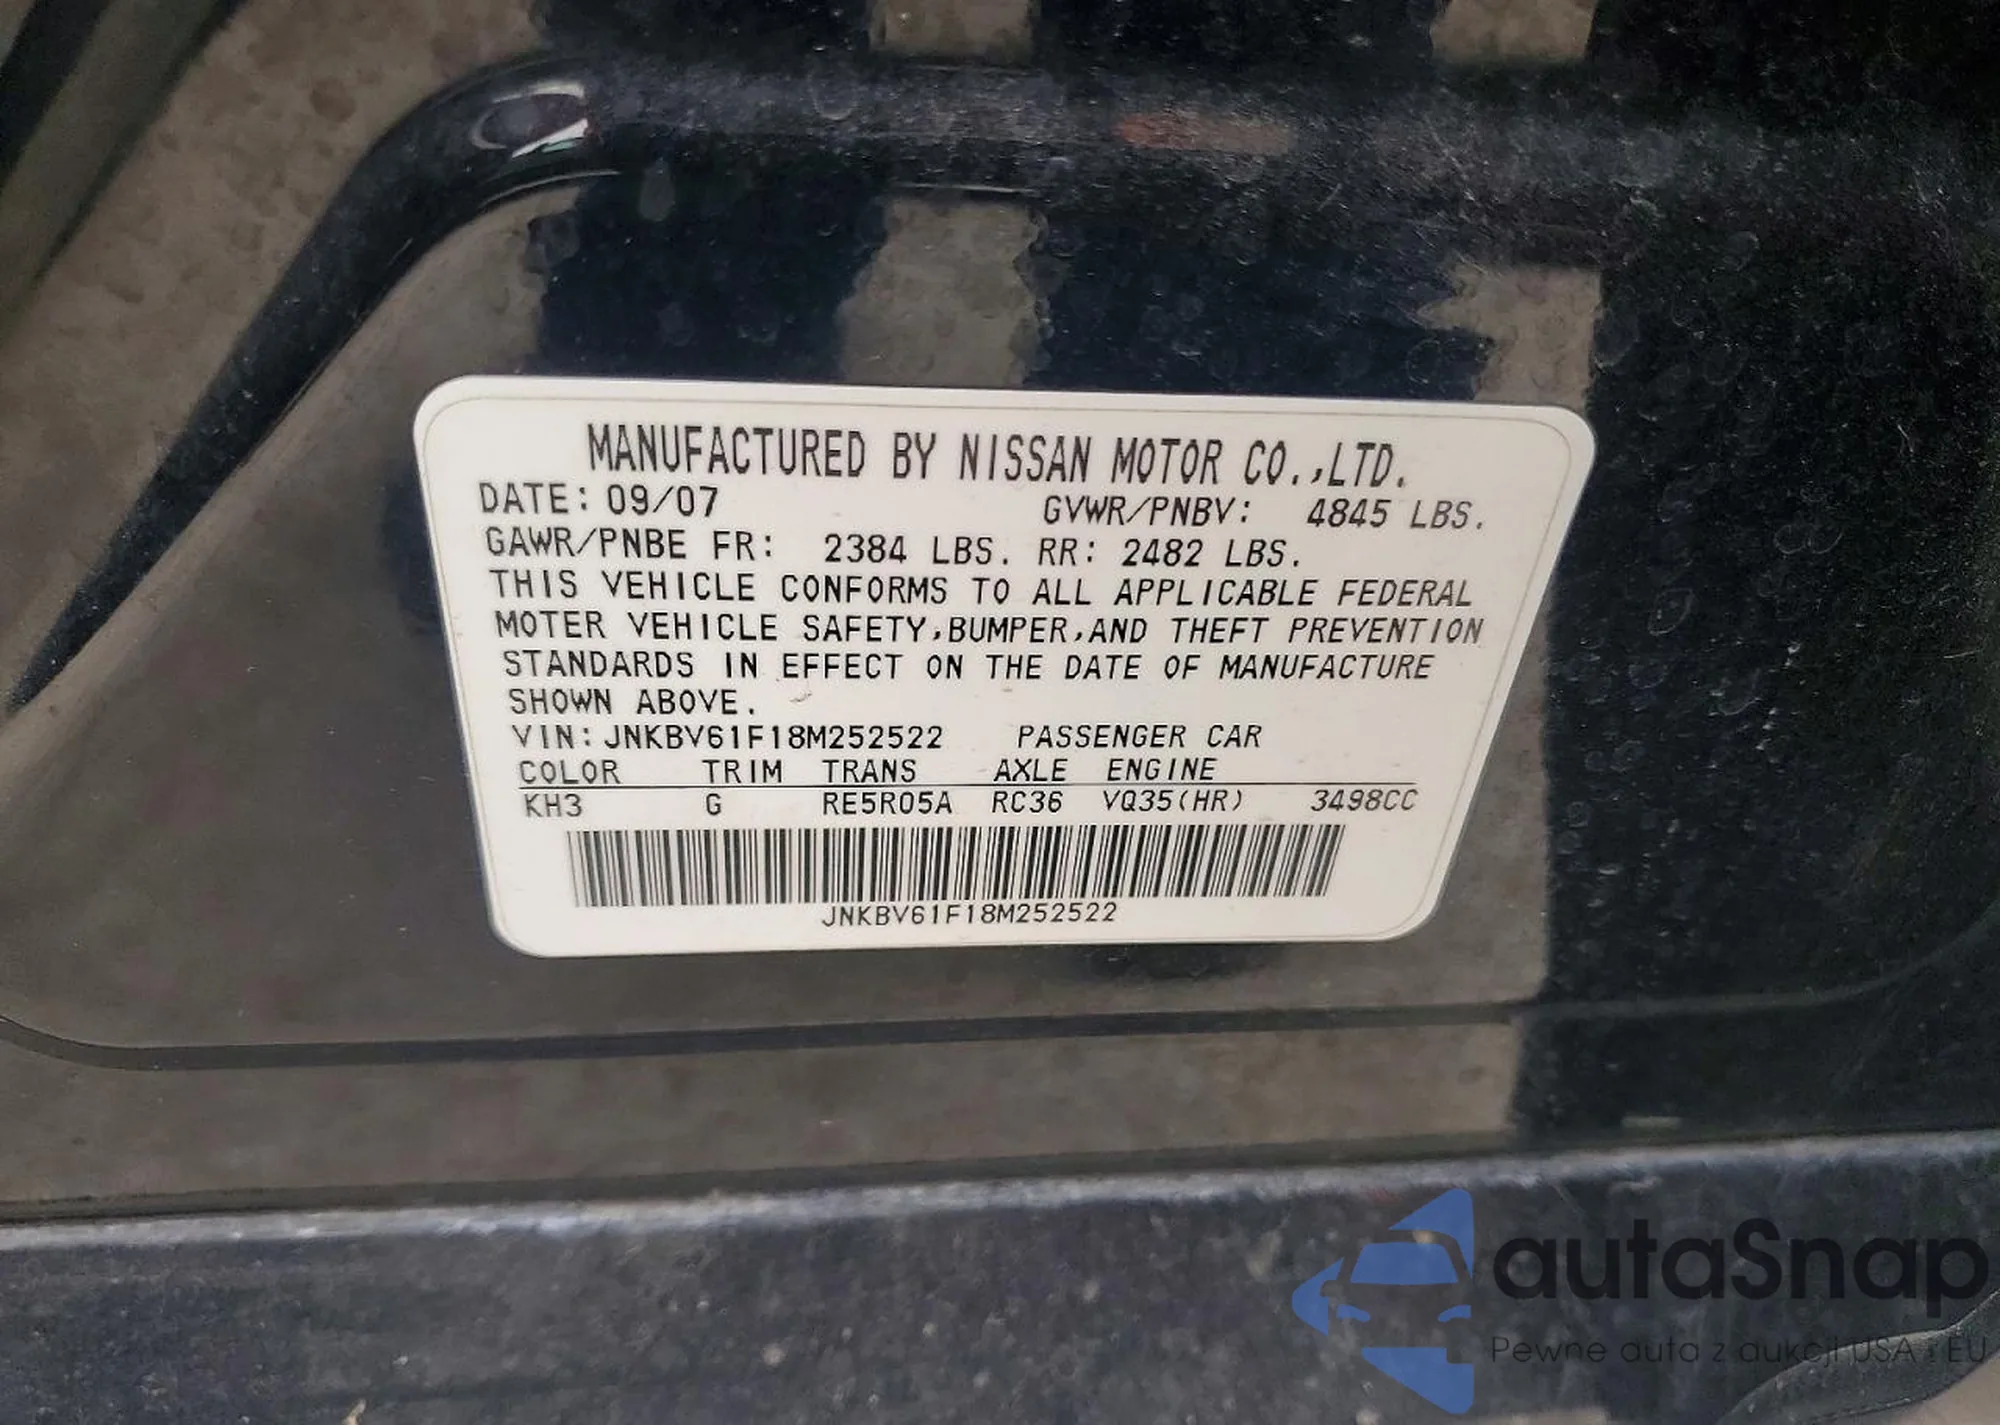 MANUFACTURED BY NISSAN MOTOR CO.,LTD.
DATE: 09/07 GVWR/PNBV: 4845 LBS.
GAWR/PNBE FR: 2384 LBS. RR: 2482 LBS.
THIS VEHICLE CONFORMS TO ALL APPLICABLE FEDERAL
MOTER VEHICLE SAFETY,BUMPER,AND THEFT PREVENTION
STANDARDS IN EFFECT ON THE DATE OF MANUFACTURE
SHOWN ABOVE.
VIN: JNKBV61F18M252522 PASSENGER CAR
COLOR TRIM TRANS AXLE ENGINE
KH3 G RE5R05A RC36 VQ35(HR) 3498CC
JNKBV61F18M252522
autaSnap
Pewne auta z aukcji USA i EU